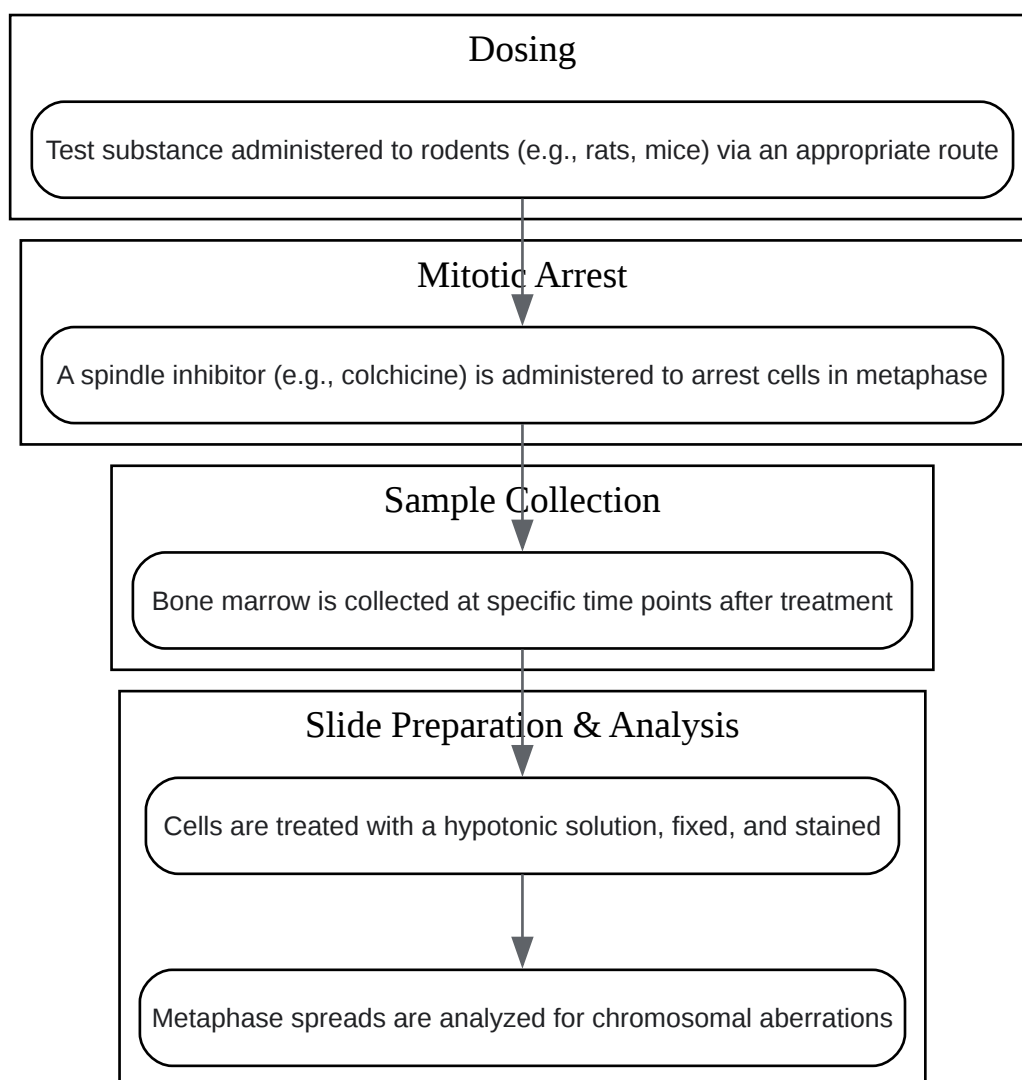 Dosing
Test substance administered to rodents (e.g., rats, mice) via an appropriate route
Mitotic Arrest
A spindle inhibitor (e.g., colchicine) is administered to arrest cells in metaphase
Sample Collection
Bone marrow is collected at specific time points after treatment
Slide Preparation & Analysis
Cells are treated with a hypotonic solution, fixed, and stained
Metaphase spreads are analyzed for chromosomal aberrations